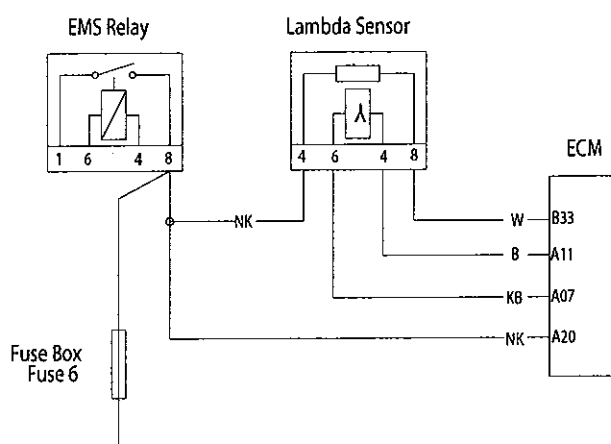 EMS Relay
Lambda Sensor
1 6 4 8
4 6 4 8
ECM
NK
W B33
B A11
KB A07
NK A20
Fuse Box
Fuse 6